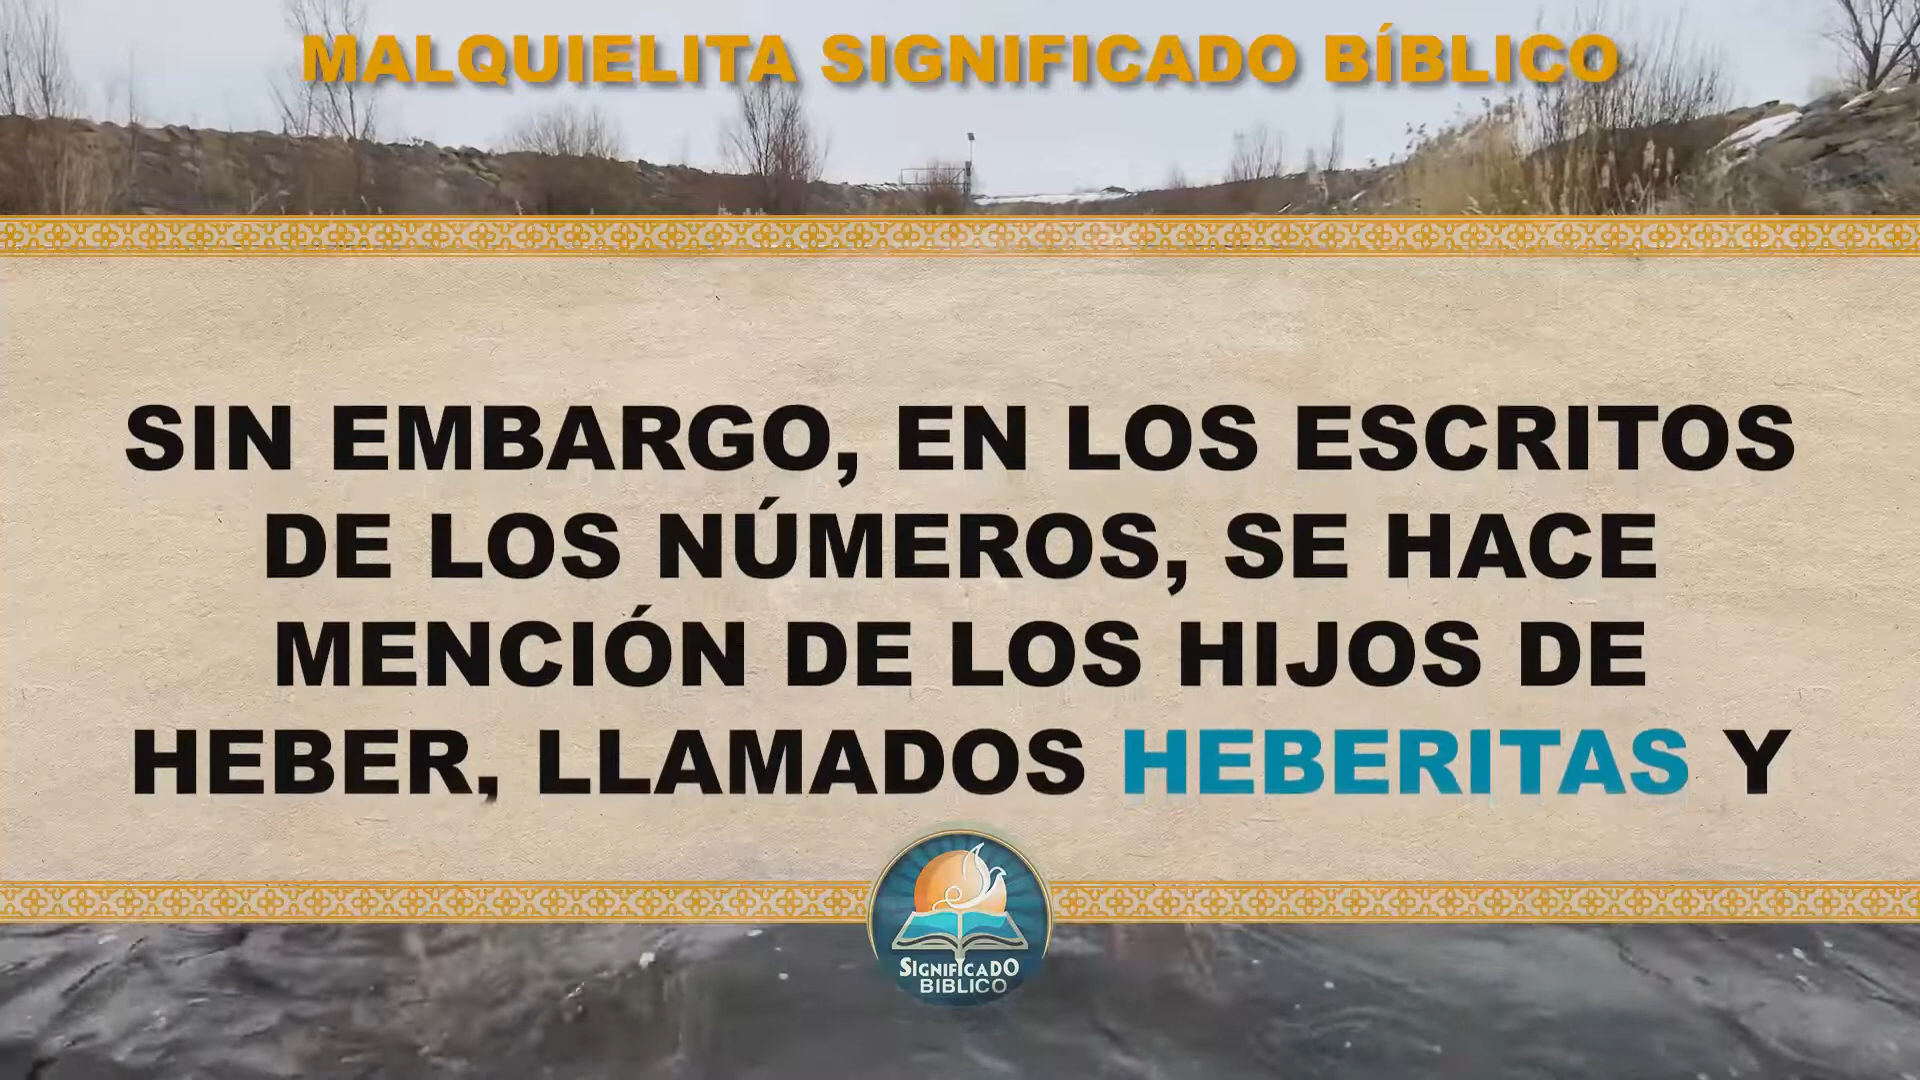 MALQUIELITA SIGNIFICADO BÍBLICO
SIN EMBARGO, EN LOS ESCRITOS
DE LOS NÚMEROS, SE HACE
MENCIÓN DE LOS HIJOS DE
HEBER, LLAMADOS HEBERITAS Y
SIGNIFICADO
BIBLICO